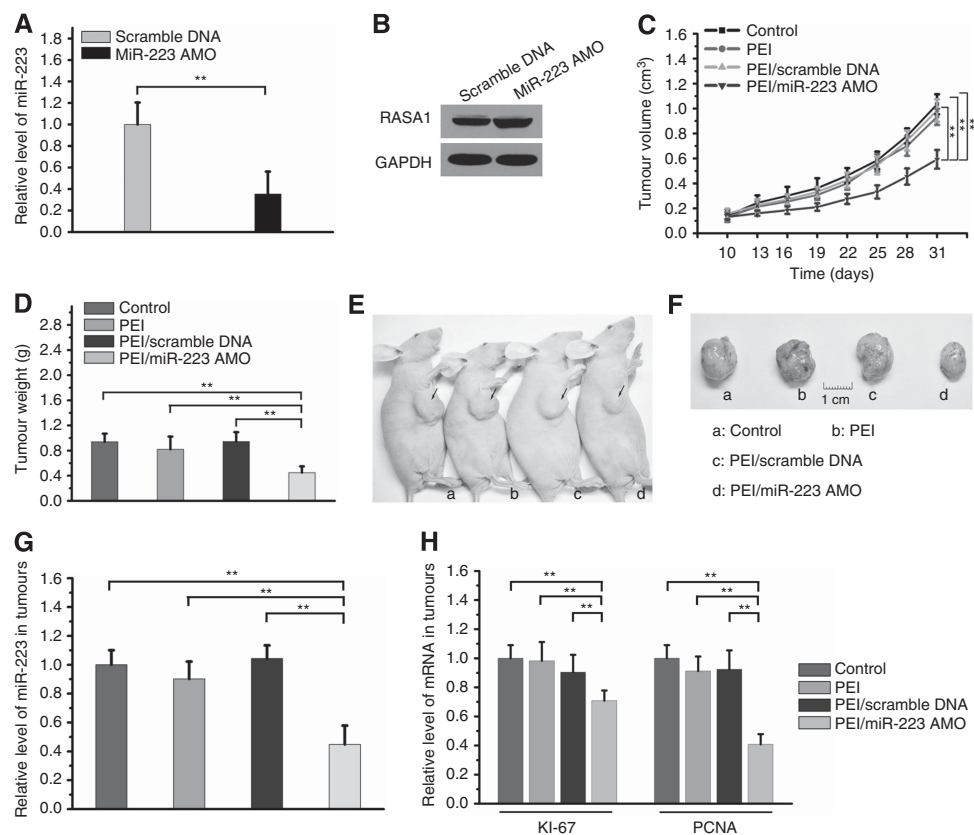 A
Relative level of miR-223
1.8
1.6
1.4
1.2
1.0
0.8
0.6
0.4
0.2
0.0
Scramble DNA
MiR-223 AMO
**
B
Scramble DNA
MiR-223 AMO
RASA1
GAPDH
C
Tumour volume (cm³)
1.6
1.4
1.2
1.0
0.8
0.6
0.4
0.2
0.0
Control
PEI
PEI/scramble DNA
PEI/miR-223 AMO
**
**
**
10 13 16 19 22 25 28 31
Time (days)
D
Tumour weight (g)
2.8
2.4
2.0
1.6
1.2
0.8
0.4
0.0
Control
PEI
PEI/scramble DNA
PEI/miR-223 AMO
**
**
**
E
a b c d
F
a b c d
1 cm
a: Control b: PEI
c: PEI/scramble DNA
d: PEI/miR-223 AMO
G
Relative level of miR-223 in tumours
1.6
1.4
1.2
1.0
0.8
0.6
0.4
0.2
0.0
**
**
**
H
Relative level of mRNA in tumours
1.6
1.4
1.2
1.0
0.8
0.6
0.4
0.2
0.0
** **
** **
** **
KI-67 PCNA
Control
PEI
PEI/scramble DNA
PEI/miR-223 AMO